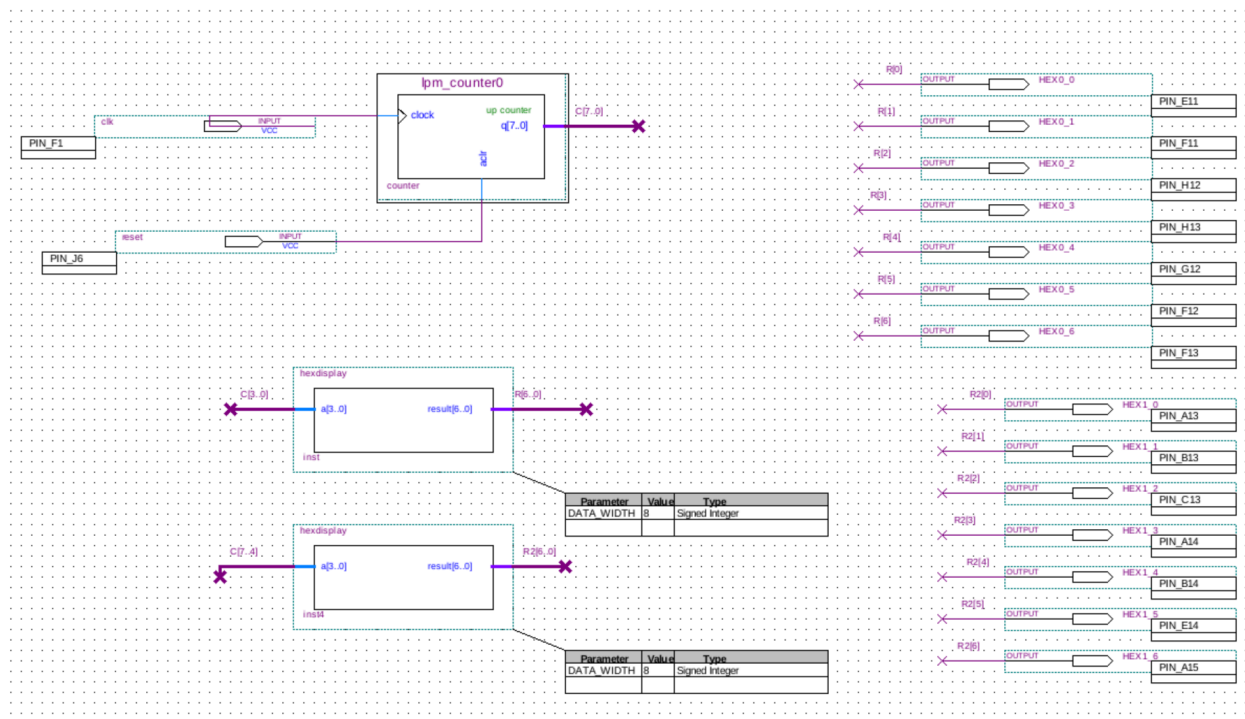 lpm_counter0
clk
INPUT
VCC
PIN_F1
clock
up counter
q[7..0]
C[7..0]
aclr
counter
reset
INPUT
VCC
PIN_J6
R[0]
OUTPUT
HEX0_0
PIN_E11
R[1]
OUTPUT
HEX0_1
PIN_F11
R[2]
OUTPUT
HEX0_2
PIN_H12
R[3]
OUTPUT
HEX0_3
PIN_H13
R[4]
OUTPUT
HEX0_4
PIN_G12
R[5]
OUTPUT
HEX0_5
PIN_F12
R[6]
OUTPUT
HEX0_6
PIN_F13
hexdisplay
C[3..0]
a[3..0]
result[6..0]
R[6..0]
inst
Parameter Value Type
DATA_WIDTH 8 Signed Integer
hexdisplay
C[7..4]
a[3..0]
result[6..0]
R2[6..0]
inst4
Parameter Value Type
DATA_WIDTH 8 Signed Integer
R2[0]
OUTPUT
HEX1_0
PIN_A13
R2[1]
OUTPUT
HEX1_1
PIN_B13
R2[2]
OUTPUT
HEX1_2
PIN_C13
R2[3]
OUTPUT
HEX1_3
PIN_A14
R2[4]
OUTPUT
HEX1_4
PIN_B14
R2[5]
OUTPUT
HEX1_5
PIN_E14
R2[6]
OUTPUT
HEX1_6
PIN_A15